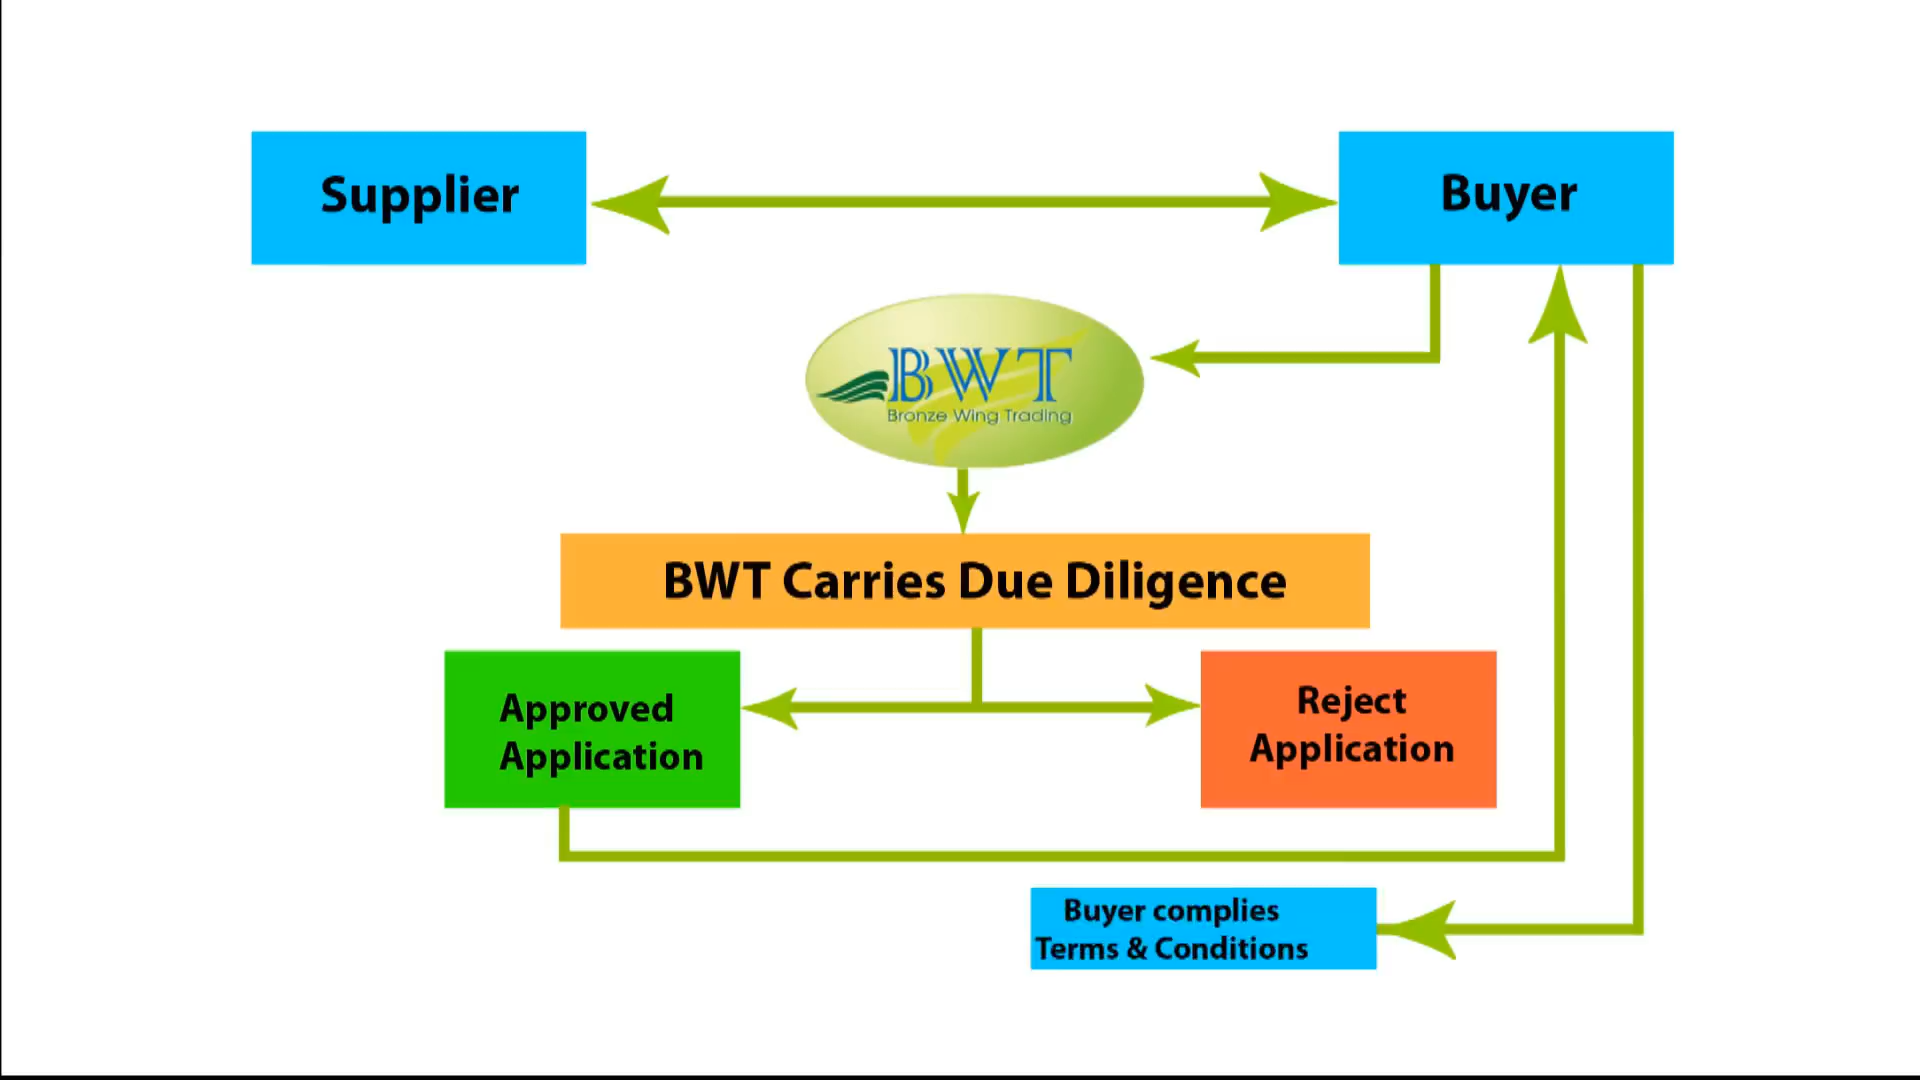 Supplier
Buyer
BWT
Bronze Wing Trading
BWT Carries Due Diligence
Approved
Application
Reject
Application
Buyer complies
Terms & Conditions